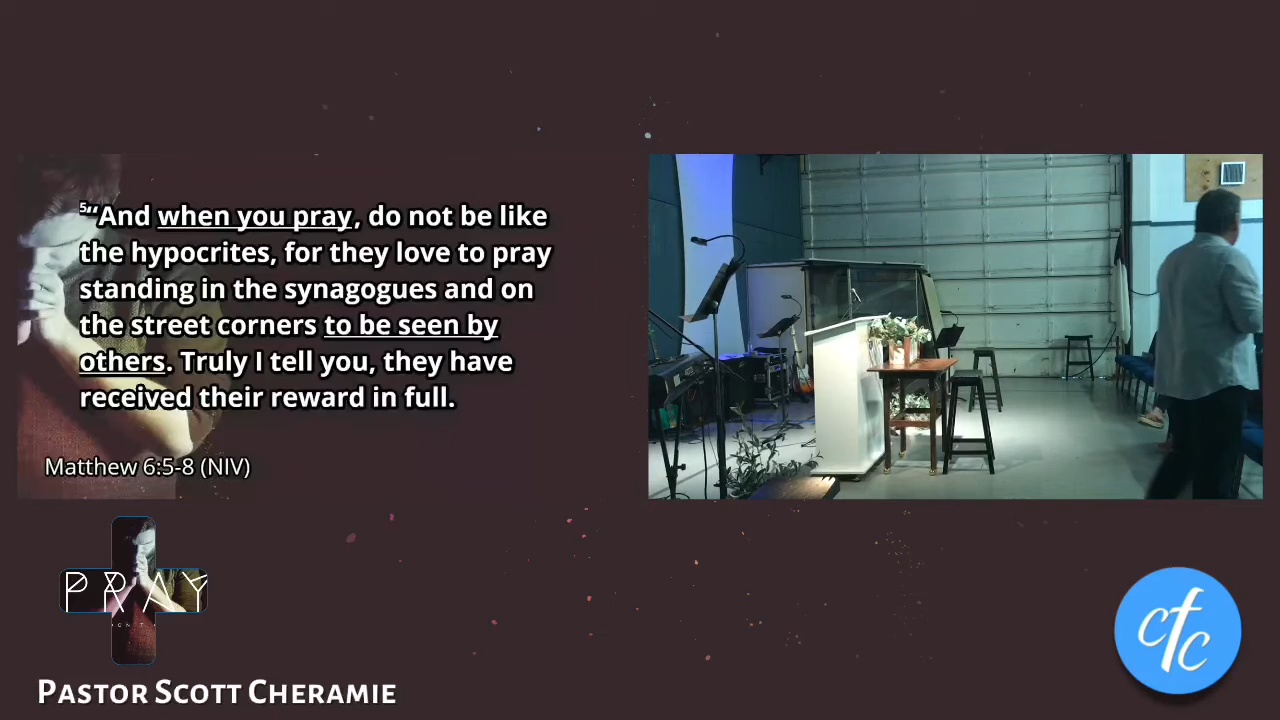 ⁵“And when you pray, do not be like
the hypocrites, for they love to pray
standing in the synagogues and on
the street corners to be seen by
others. Truly I tell you, they have
received their reward in full.
Matthew 6:5-8 (NIV)
PRAY
Pastor Scott Cheramie
cfc